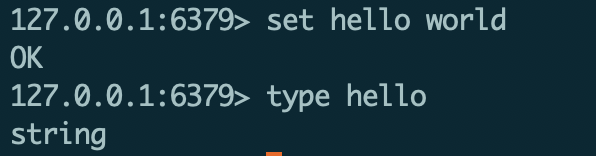 127.0.0.1:6379> set hello world
OK
127.0.0.1:6379> type hello
string